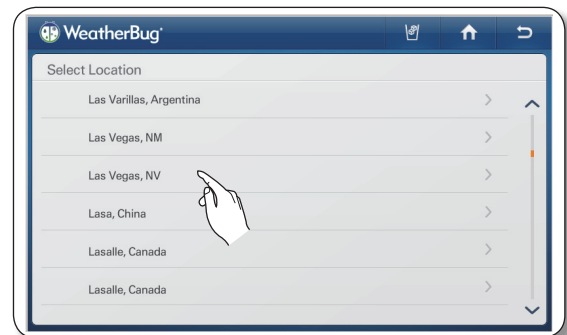 WeatherBug®
Select Location
Las Varillas, Argentina
Las Vegas, NM
Las Vegas, NV
Lasa, China
Lasalle, Canada
Lasalle, Canada